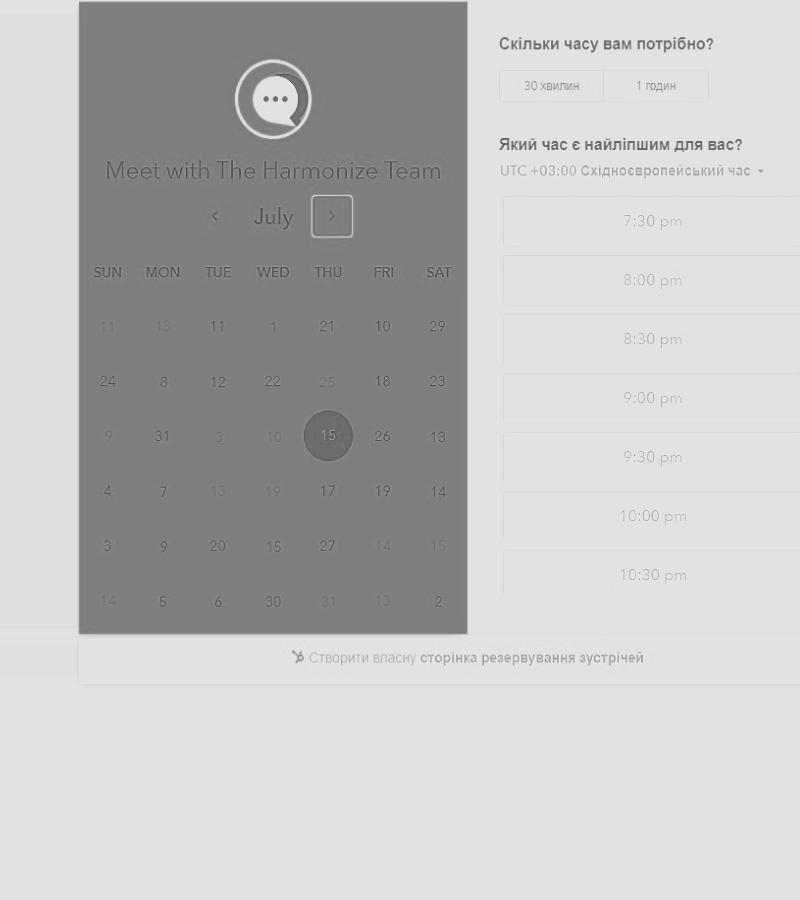 Meet with The Harmonize Team
July
SUN MON TUE WED THU FRI SAT
11 13 11 1 21 10 29
24 8 12 22 25 18 23
9 31 3 10 15 26 13
4 7 13 19 17 19 14
3 9 20 15 27 14 15
14 5 6 30 31 13 2
Скільки часу вам потрібно?
30 хвилин 1 годин
Який час є найліпшим для вас?
UTC +03:00 Східноєвропейський час
7:30 pm
8:00 pm
8:30 pm
9:00 pm
9:30 pm
10:00 pm
10:30 pm
Створити власну сторінка резервування зустрічей